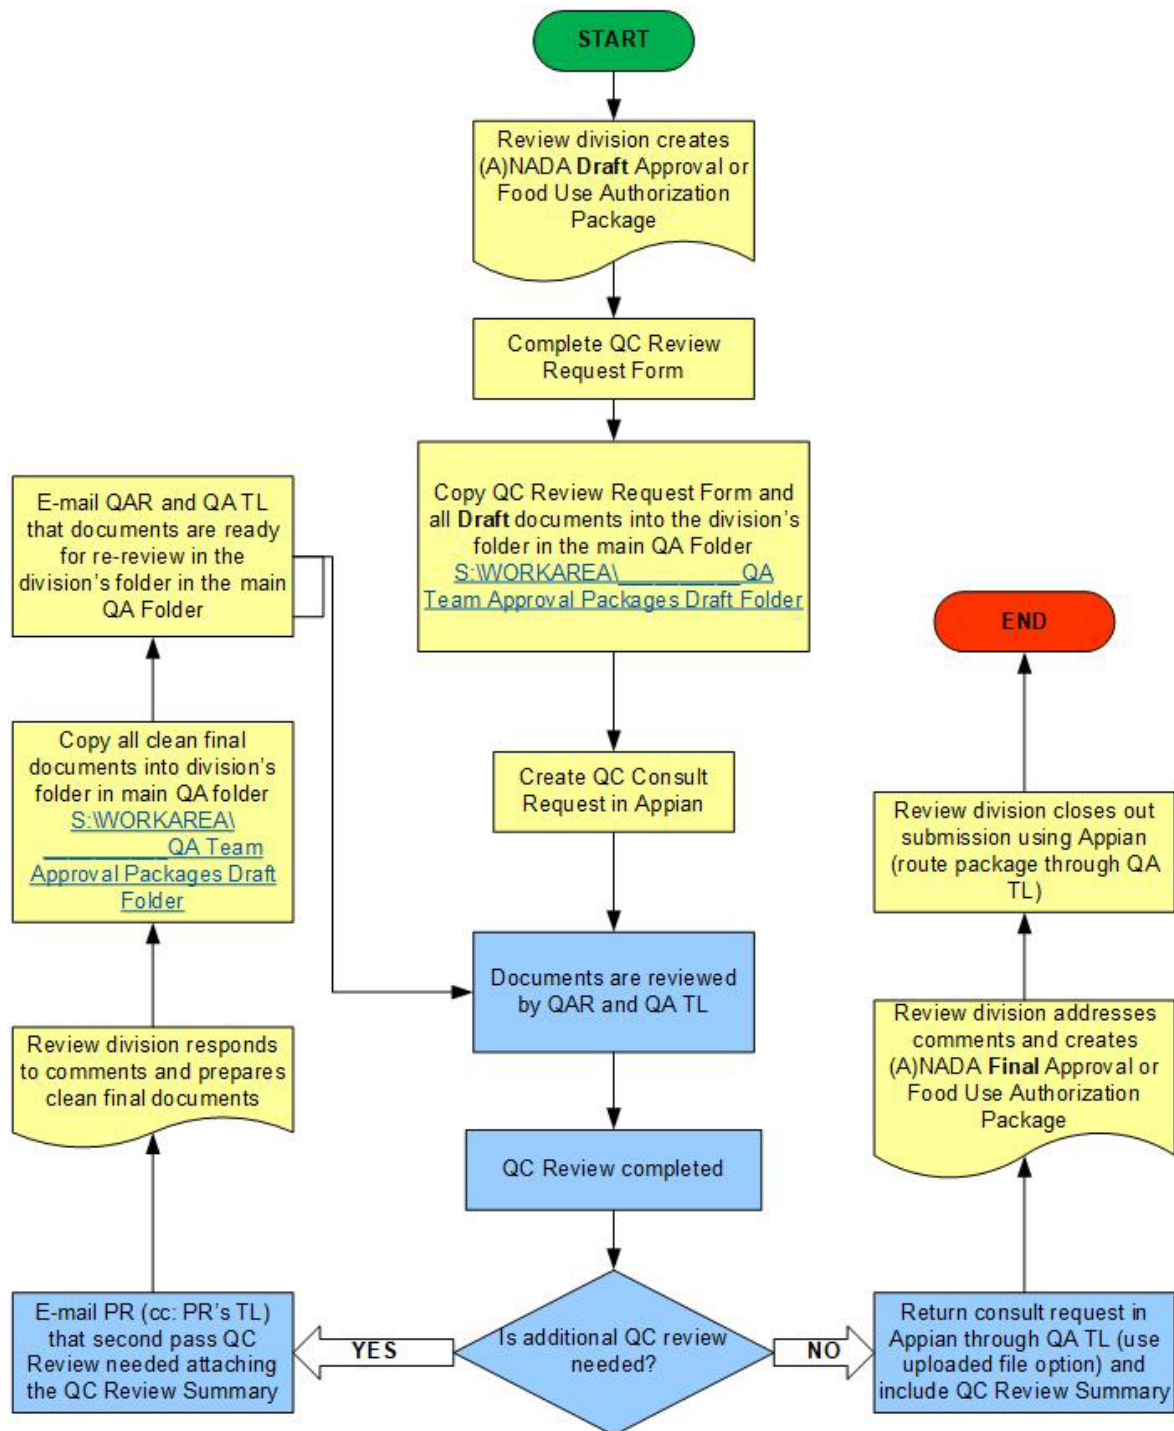 START
Review division creates
(A)NADA Draft Approval or
Food Use Authorization
Package
Complete QC Review
Request Form
Copy QC Review Request Form and
all Draft documents into the division's
folder in the main QA Folder
S:\WORKAREA\___________QA
Team Approval Packages Draft Folder
Create QC Consult
Request in Appian
Documents are reviewed
by QAR and QA TL
QC Review completed
Is additional QC review
needed?
YES
E-mail PR (cc: PR's TL)
that second pass QC
Review needed attaching
the QC Review Summary
Review division responds
to comments and prepares
clean final documents
Copy all clean final
documents into division's
folder in main QA folder
S:\WORKAREA\
___________QA Team
Approval Packages Draft
Folder
E-mail QAR and QA TL
that documents are ready
for re-review in the
division's folder in the main
QA Folder
NO
Return consult request in
Appian through QA TL (use
uploaded file option) and
include QC Review Summary
Review division addresses
comments and creates
(A)NADA Final Approval or
Food Use Authorization
Package
Review division closes out
submission using Appian
(route package through QA
TL)
END